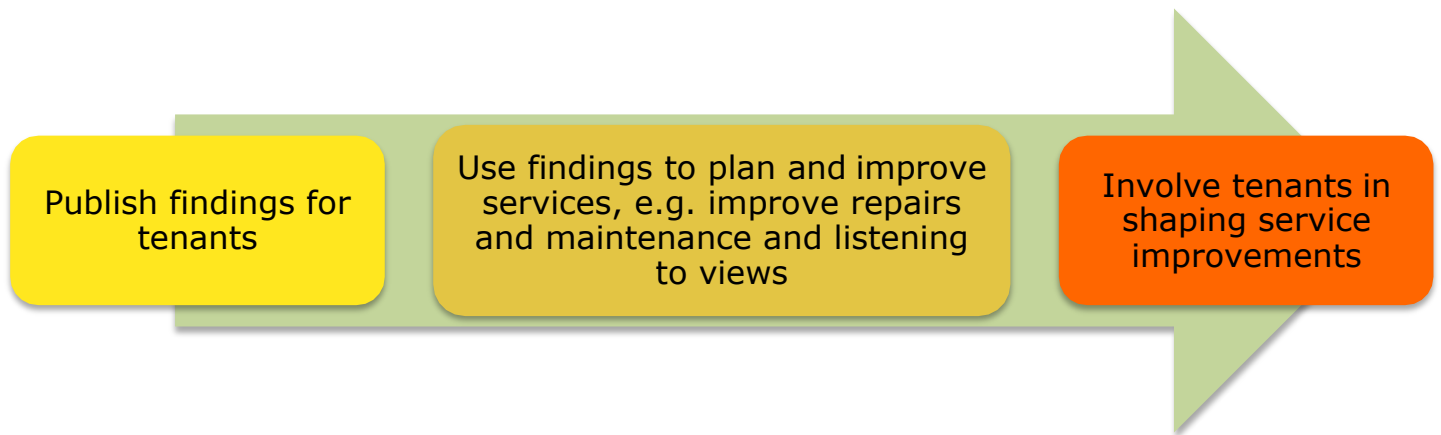 Publish findings for
tenants
Use findings to plan and improve
services, e.g. improve repairs
and maintenance and listening
to views
Involve tenants in
shaping service
improvements